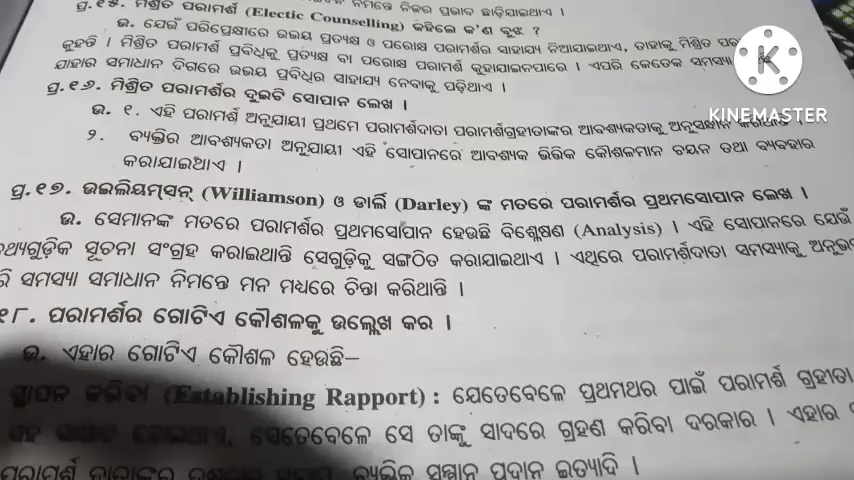 ପ୍ର.୧୫. ମିଶ୍ରିତ ପରାମର୍ଶ (Electic Counselling) କହିଲେ କ'ଣ ବୁଝ ?
ଉ. ଯେଉଁ ପରିପ୍ରେକ୍ଷୀରେ ଉଭୟ ପ୍ରତ୍ୟକ୍ଷ ଓ ପରୋକ୍ଷ ପରାମର୍ଶର ସାହାଯ୍ୟ ନିଆଯାଇଥାଏ, ତାହାକୁ ମିଶ୍ରିତ
କୁହନ୍ତି । ମିଶ୍ରିତ ପରାମର୍ଶ ପ୍ରବିଧିକୁ ପ୍ରତ୍ୟକ୍ଷ ବା ପରୋକ୍ଷ ପରାମର୍ଶ କୁହାଯାଇନପାରେ । ଏପରି କେତେକ ସମସ୍ୟା
ଯାହାର ସମାଧାନ ଦିଗରେ ଉଭୟ ପ୍ରବିଧିର ସାହାଯ୍ୟ ନେବାକୁ ପଡ଼ିଥାଏ ।
KINEMASTER
ପ୍ର.୧୬. ମିଶ୍ରିତ ପରାମର୍ଶର ଦୁଇଟି ସୋପାନ ଲେଖ ।
ଉ. ୧. ଏହି ପରାମର୍ଶ ଅନୁଯାୟୀ ପ୍ରଥମେ ପରାମର୍ଶଦାତା ପରାମର୍ଶଗ୍ରହୀତାଙ୍କର ଆବଶ୍ୟକତାକୁ ଅନୁସନ୍ଧାନ
୨. ବ୍ୟକ୍ତିର ଆବଶ୍ୟକତା ଅନୁଯାୟୀ ଏହି ସୋପାନରେ ଆବଶ୍ୟକ ଭିତ୍ତିକ କୌଶଳମାନ ଚୟନ ତଥା ବ୍ୟବହାର
କରାଯାଇଥାଏ ।
ପ୍ର.୧୭. ଉଇଲିୟମ୍‌ସନ୍ (Williamson) ଓ ଡାର୍ଲି (Darley) ଙ୍କ ମତରେ ପରାମର୍ଶର ପ୍ରଥମସୋପାନ ଲେଖ ।
ଉ. ସେମାନଙ୍କ ମତରେ ପରାମର୍ଶର ପ୍ରଥମସୋପାନ ହେଉଛି ବିଶ୍ଳେଷଣ (Analysis) । ଏହି ସୋପାନରେ ଯେଉଁ
ତଥ୍ୟଗୁଡ଼ିକ ସୂଚନା ସଂଗ୍ରହ କରାଇଥାନ୍ତି ସେଗୁଡ଼ିକୁ ସଙ୍ଗଠିତ କରାଯାଇଥାଏ । ଏଥିରେ ପରାମର୍ଶଦାତା ସମସ୍ୟାକୁ
ରି ସମସ୍ୟା ସମାଧାନ ନିମନ୍ତେ ମନ ମଧ୍ୟରେ ଚିନ୍ତା କରିଥାନ୍ତି ।
୧୮. ପରାମର୍ଶର ଗୋଟିଏ କୌଶଳକୁ ଉଲ୍ଲେଖ କର ।
ଉ. ଏହାର ଗୋଟିଏ କୌଶଳ ହେଉଛି—
ସ୍ଥାପନ କରିବା (Establishing Rapport) : ଯେତେବେଳେ ପ୍ରଥମଥର ପାଇଁ ପରାମର୍ଶ ଗ୍ରହୀତା
ସେତେବେଳେ ସେ ତାଙ୍କୁ ସାଦରେ ଗ୍ରହଣ କରିବା ଦରକାର । ଏହାର
ପରାମର୍ଶ ବ୍ୟକ୍ତିକୁ ସମ୍ମାନ ପ୍ରଦାନ ଇତ୍ୟାଦି ।